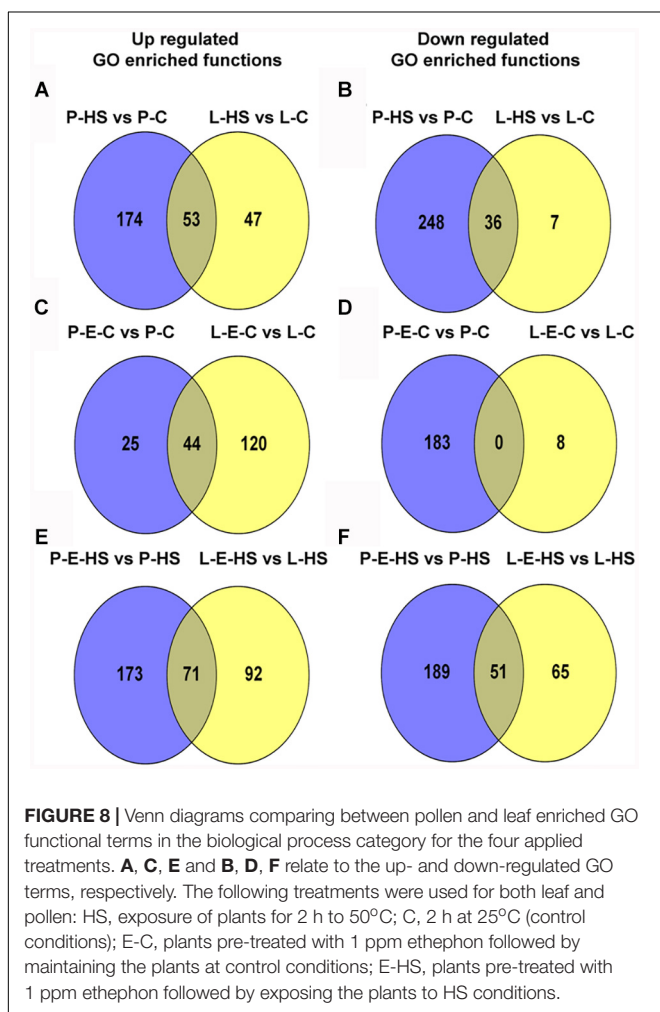 Up regulated
GO enriched functions
Down regulated
GO enriched functions
A
P-HS vs P-C L-HS vs L-C
174 53 47
B
P-HS vs P-C L-HS vs L-C
248 36 7
C
P-E-C vs P-C L-E-C vs L-C
25 44 120
D
P-E-C vs P-C L-E-C vs L-C
183 0 8
E
P-E-HS vs P-HS L-E-HS vs L-HS
173 71 92
F
P-E-HS vs P-HS L-E-HS vs L-HS
189 51 65
FIGURE 8 | Venn diagrams comparing between pollen and leaf enriched GO
functional terms in the biological process category for the four applied
treatments. A, C, E and B, D, F relate to the up- and down-regulated GO
terms, respectively. The following treatments were used for both leaf and
pollen: HS, exposure of plants for 2 h to 50°C; C, 2 h at 25°C (control
conditions); E-C, plants pre-treated with 1 ppm ethephon followed by
maintaining the plants at control conditions; E-HS, plants pre-treated with
1 ppm ethephon followed by exposing the plants to HS conditions.